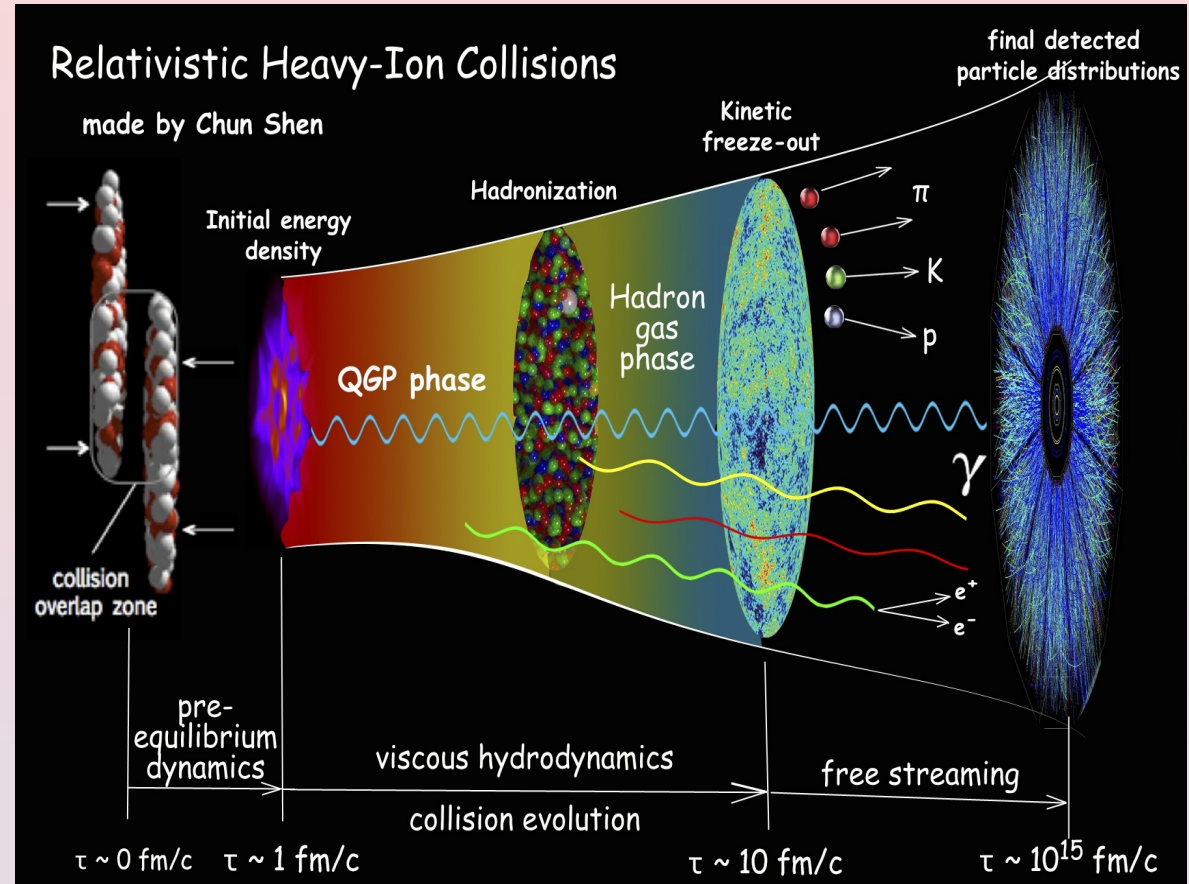 Relativistic Heavy-Ion Collisions
made by Chun Shen
final detected
particle distributions
Kinetic
freeze-out
Hadronization
Initial energy
density
π
K
p
Hadron
gas
phase
QGP phase
γ
e⁺
e⁻
collision
overlap zone
pre-
equilibrium
dynamics
viscous hydrodynamics
free streaming
collision evolution
τ ~ 0 fm/c
τ ~ 1 fm/c
τ ~ 10 fm/c
τ ~ 10¹⁵ fm/c